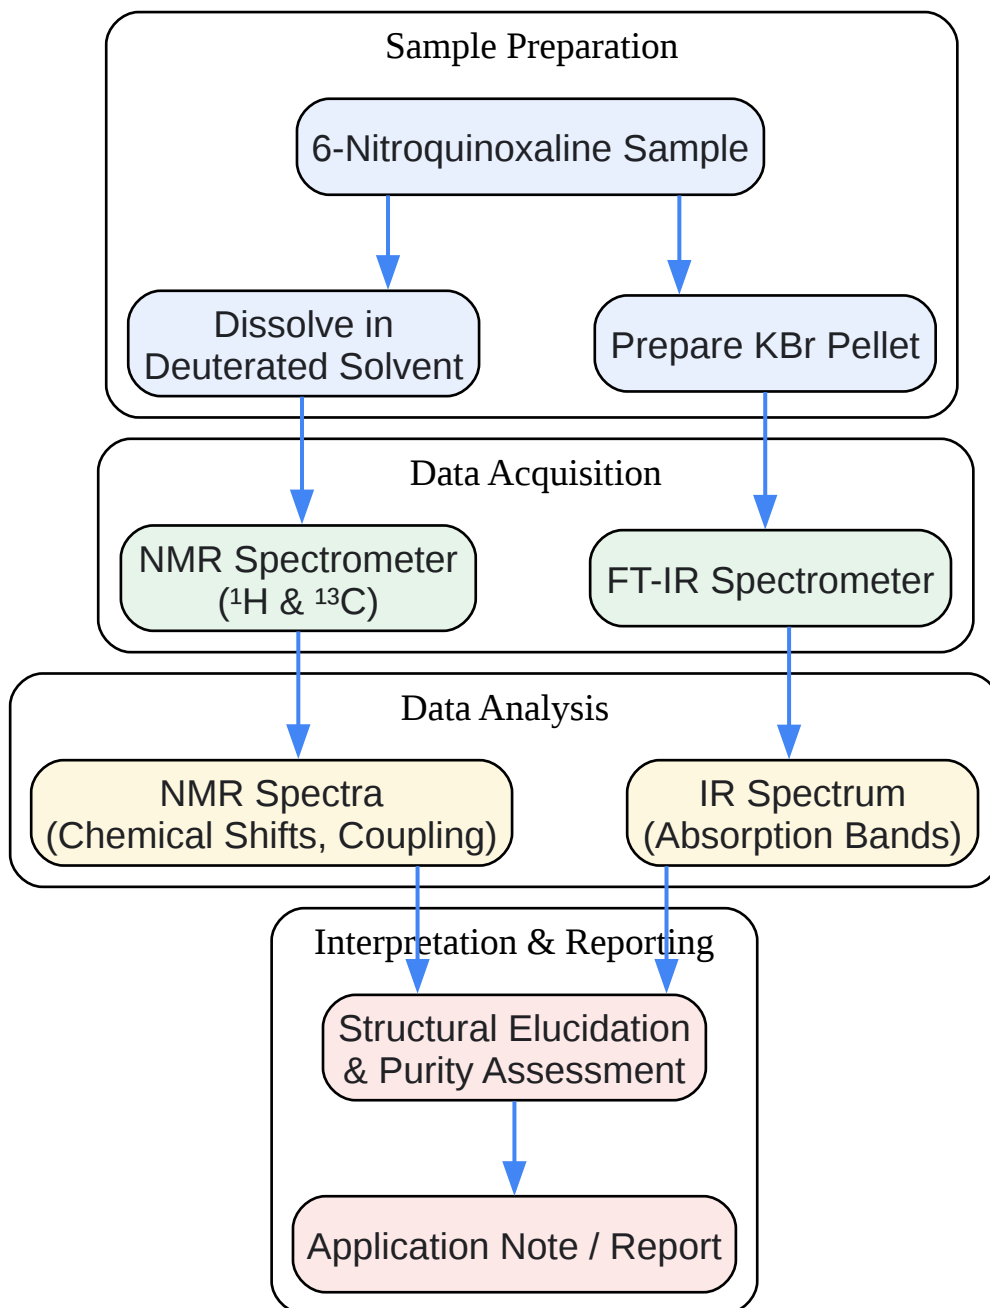 Sample Preparation
6-Nitroquinoxaline Sample
Dissolve in
Deuterated Solvent
Prepare KBr Pellet
Data Acquisition
NMR Spectrometer
(¹H & ¹³C)
FT-IR Spectrometer
Data Analysis
NMR Spectra
(Chemical Shifts, Coupling)
IR Spectrum
(Absorption Bands)
Interpretation & Reporting
Structural Elucidation
& Purity Assessment
Application Note / Report